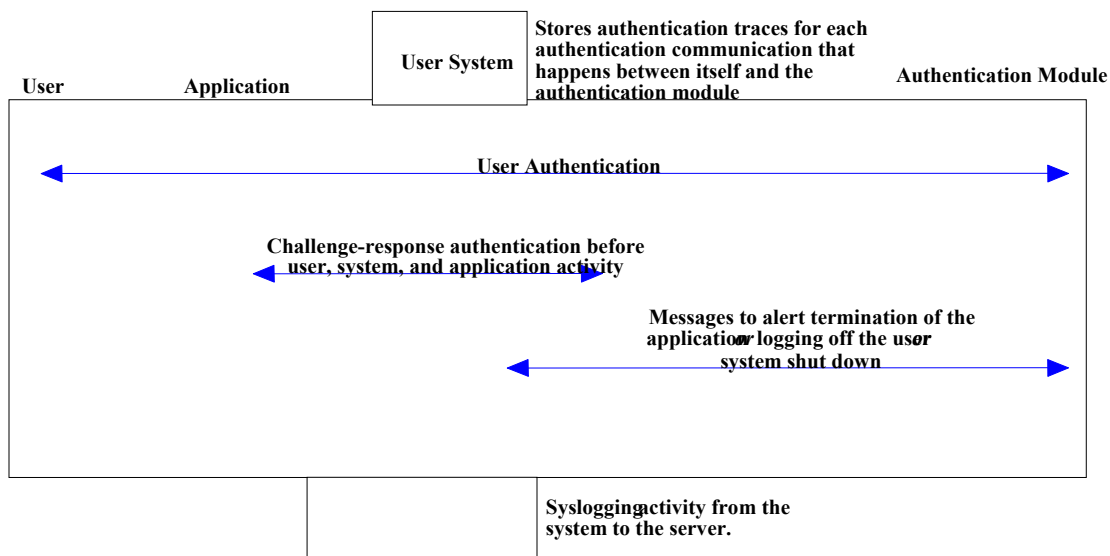 Stores authentication traces for each
authentication communication that
happens between itself and the
authentication module
User System
User
Application
Authentication Module
User Authentication
Challenge-response authentication before
user, system, and application activity
Messages to alert termination of the
application or logging off the user or
system shut down
Syslogging activity from the
system to the server.